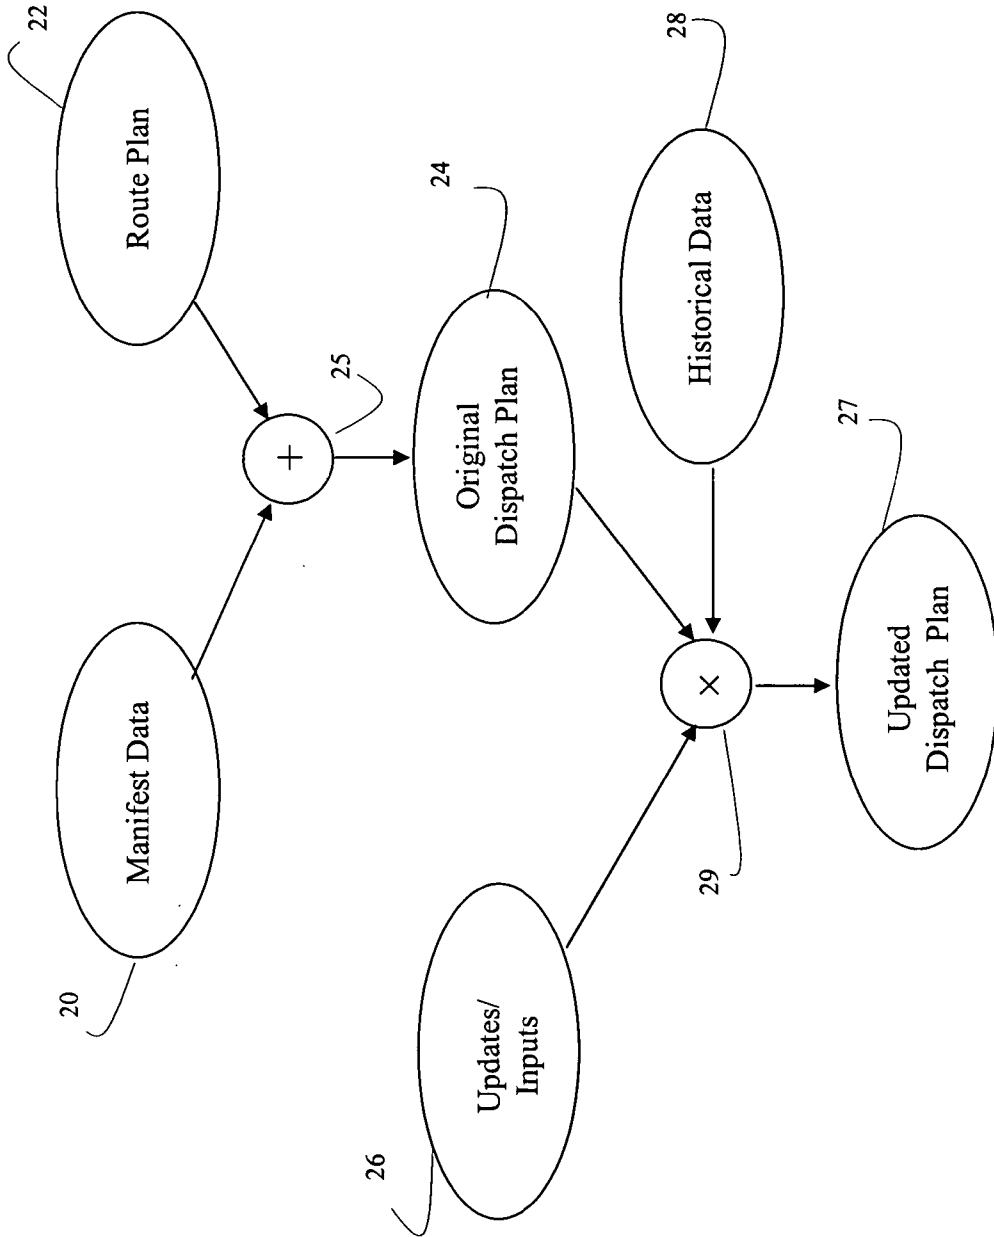 20
Manifest Data
Route Plan
22
+
25
Original
Dispatch Plan
24
26
Updates/
Inputs
Historical Data
28
×
29
Updated
Dispatch Plan
27